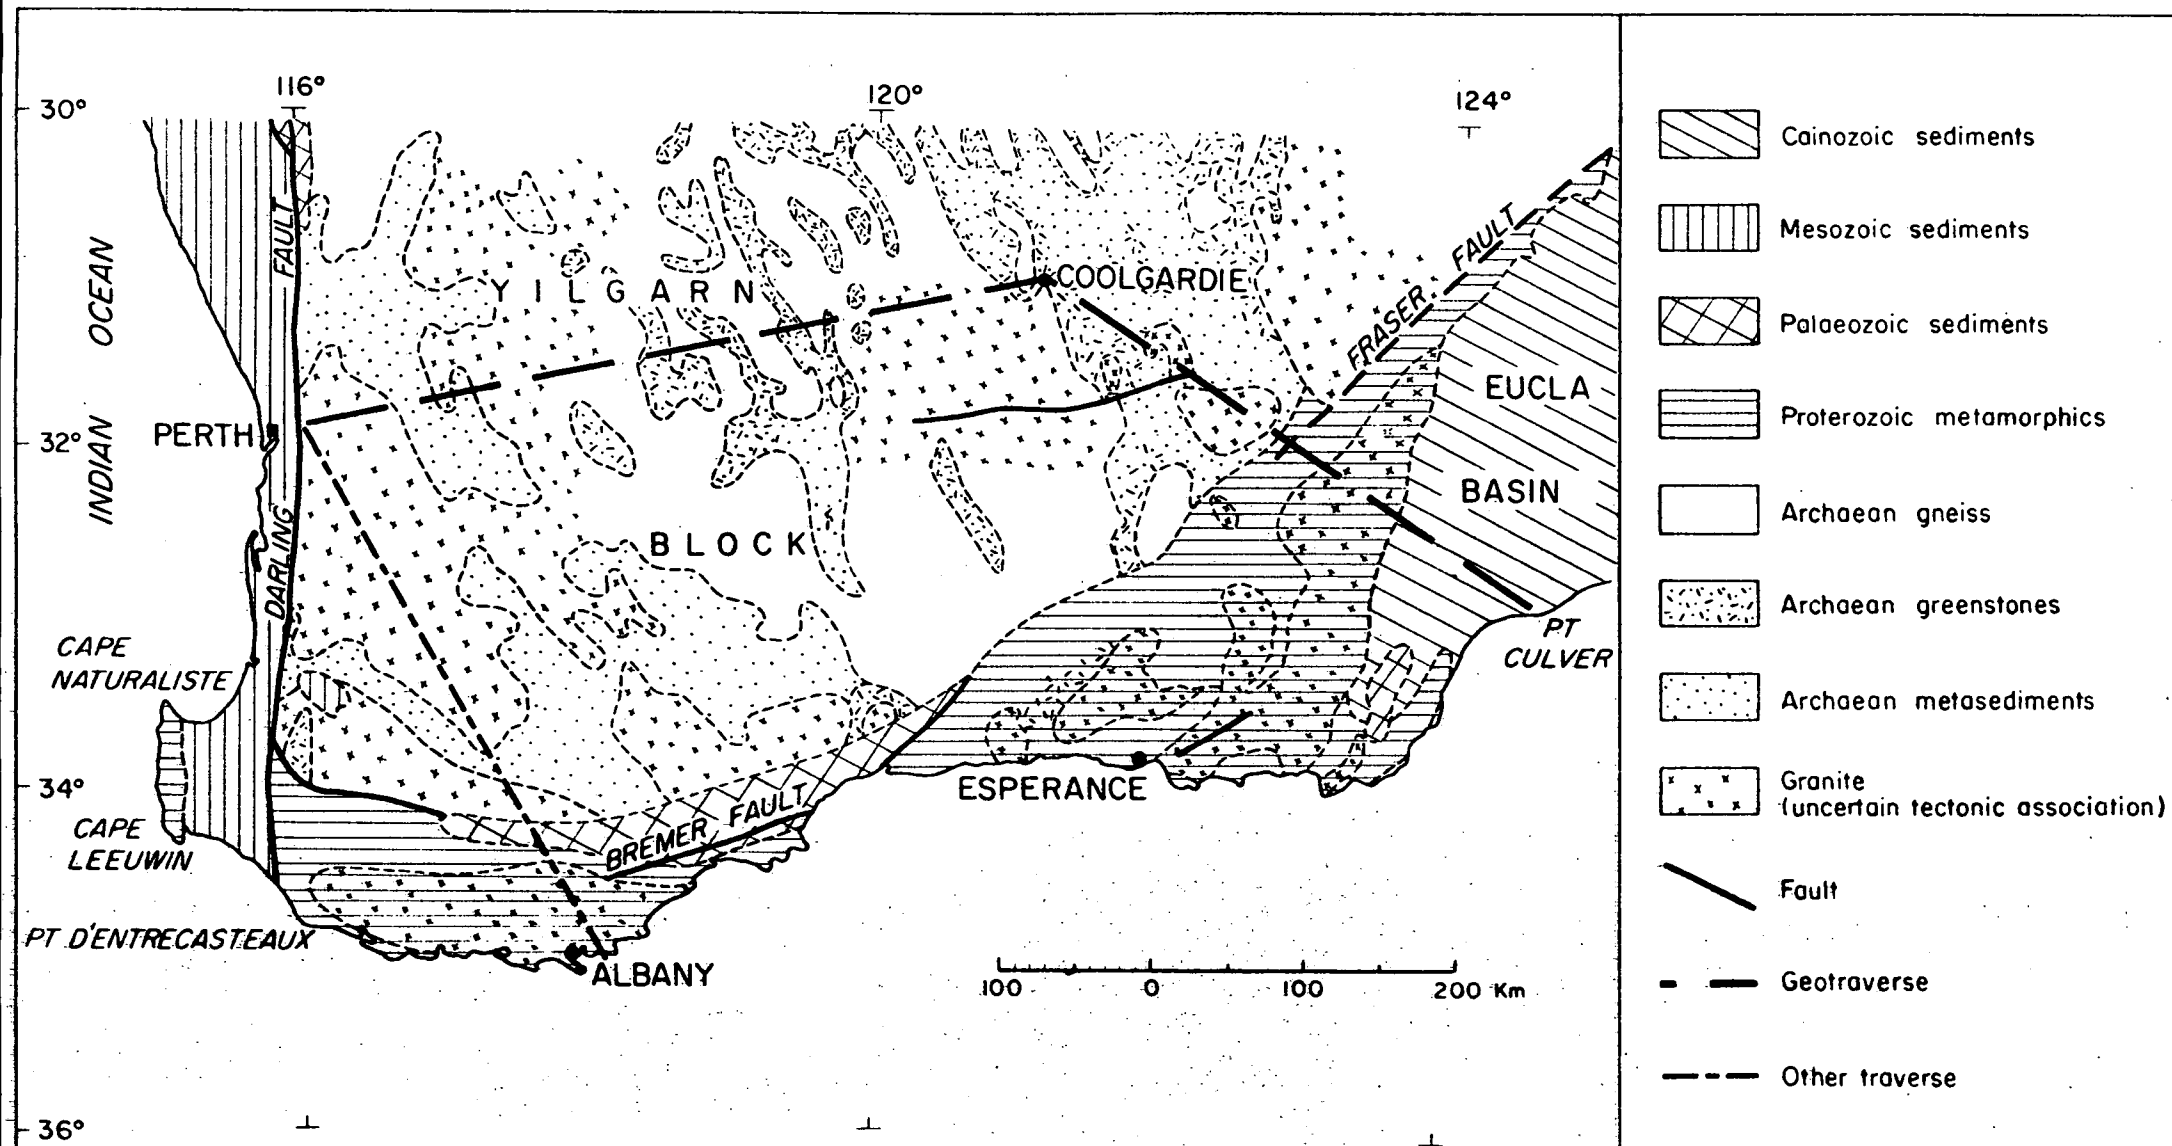 116°
120°
124°
30°
32°
34°
36°
INDIAN OCEAN
DARLING FAULT
YILGARN
BLOCK
COOLGARDIE
FRASER FAULT
EUCLA
BASIN
PERTH
CAPE
NATURALISTE
CAPE
LEEUWIN
PT D'ENTRECASTEAUX
ALBANY
BREMER FAULT
ESPERANCE
PT
CULVER
100 0 100 200 Km
Cainozoic sediments
Mesozoic sediments
Palaeozoic sediments
Proterozoic metamorphics
Archaean gneiss
Archaean greenstones
Archaean metasediments
Granite
(uncertain tectonic association)
Fault
Geotraverse
Other traverse